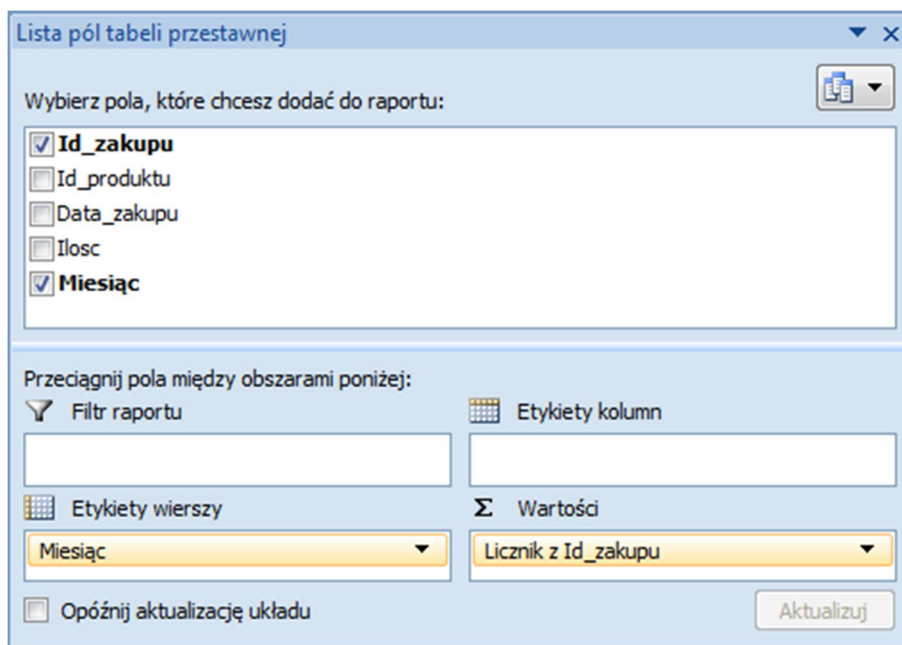 Lista pól tabeli przestawnej
Wybierz pola, które chcesz dodać do raportu:
Id_zakupu
Id_produktu
Data_zakupu
Ilosc
Miesiąc
Przeciągnij pola między obszarami poniżej:
Filtr raportu
Etykiety kolumn
Etykiety wierszy
Σ Wartości
Miesiąc
Licznik z Id_zakupu
Opóźnij aktualizację układu
Aktualizuj